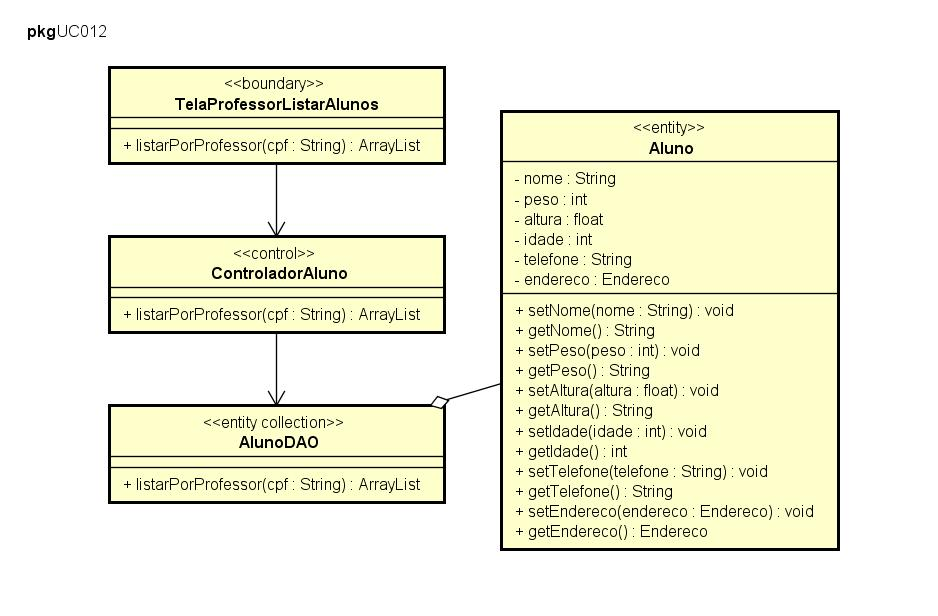 pkgUC012
<<boundary>>
TelaProfessorListarAlunos
+ listarPorProfessor(cpf : String) : ArrayList
<<control>>
ControladorAluno
+ listarPorProfessor(cpf : String) : ArrayList
<<entity collection>>
AlunoDAO
+ listarPorProfessor(cpf : String) : ArrayList
<<entity>>
Aluno
- nome : String
- peso : int
- altura : float
- idade : int
- telefone : String
- endereco : Endereco
+ setNome(nome : String) : void
+ getNome() : String
+ setPeso(peso : int) : void
+ getPeso() : String
+ setAltura(altura : float) : void
+ getAltura() : String
+ setIdade(idade : int) : void
+ getIdade() : int
+ setTelefone(telefone : String) : void
+ getTelefone() : String
+ setEndereco(endereco : Endereco) : void
+ getEndereco() : Endereco